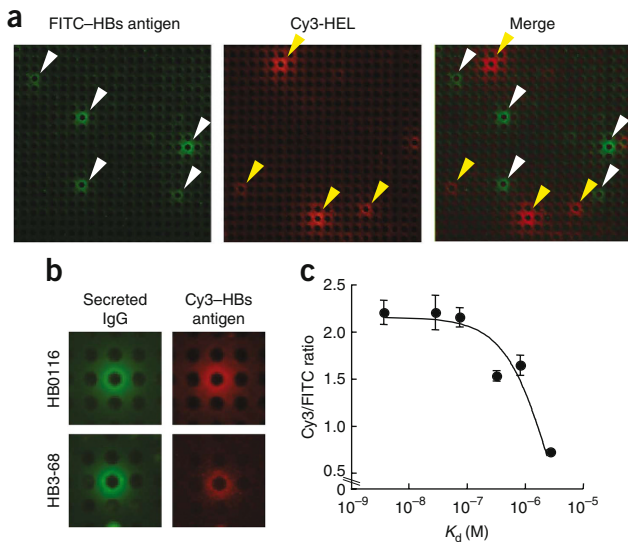 a
FITC–HBs antigen
Cy3-HEL
Merge
b
Secreted
IgG
Cy3–HBs
antigen
HB0116
HB3-68
c
Cy3/FITC ratio
2.5
2.0
1.5
1.0
0.5
0
10⁻⁹
10⁻⁸
10⁻⁷
10⁻⁶
10⁻⁵
Kd (M)